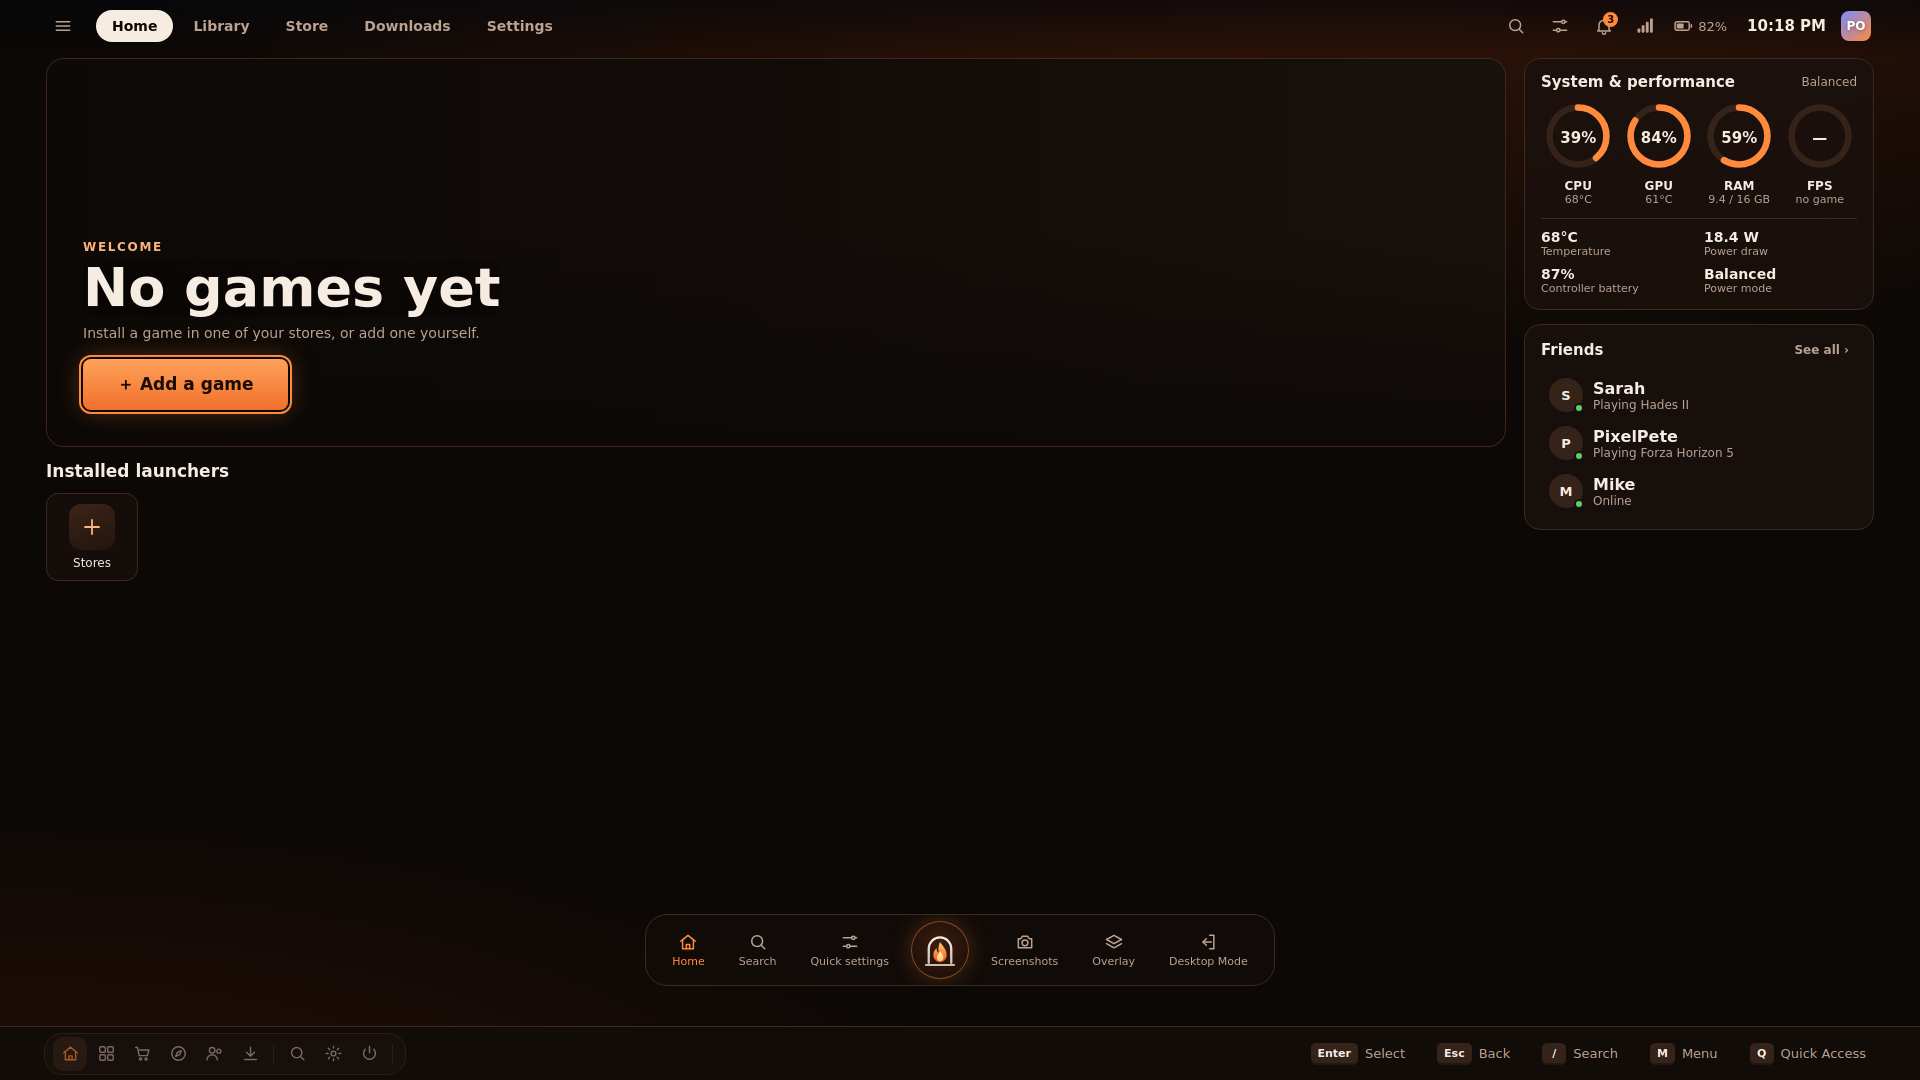 Home Library Store Downloads Settings
3
82%
10:18 PM
PO
WELCOME
No games yet
Install a game in one of your stores, or add one yourself.
+ Add a game
Installed launchers
Stores
System & performance Balanced
39% 84% 59% —
CPU GPU RAM FPS
68°C 61°C 9.4 / 16 GB no game
68°C 18.4 W
Temperature Power draw
87% Balanced
Controller battery Power mode
Friends See all ›
S Sarah
Playing Hades II
P PixelPete
Playing Forza Horizon 5
M Mike
Online
Home Search Quick settings Screenshots Overlay Desktop Mode
Enter Select Esc Back / Search M Menu Q Quick Access